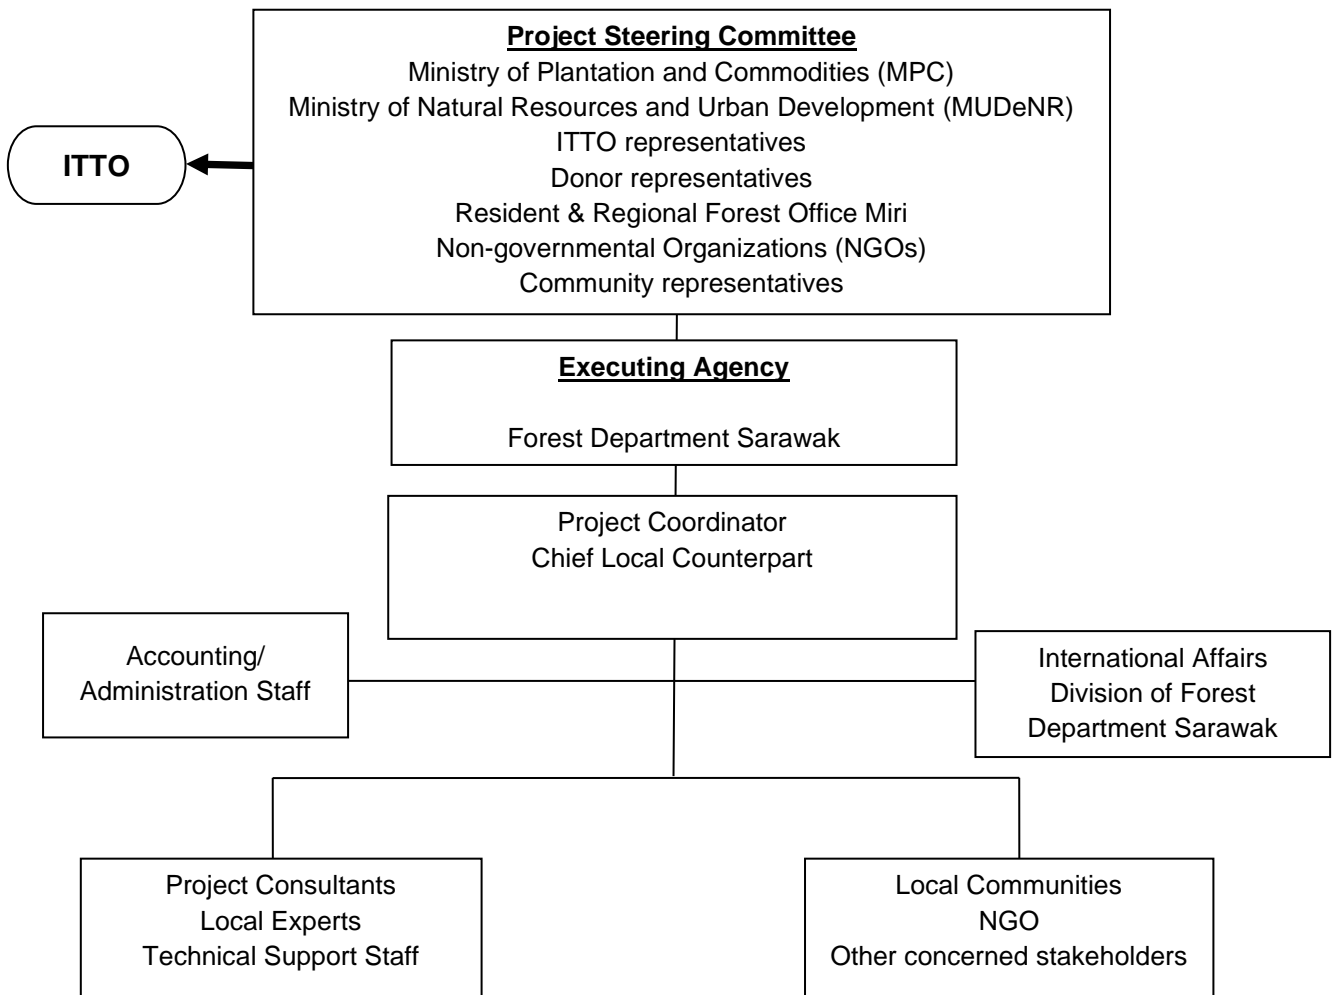 Project Steering Committee
Ministry of Plantation and Commodities (MPC)
Ministry of Natural Resources and Urban Development (MUDeNR)
ITTO representatives
Donor representatives
Resident & Regional Forest Office Miri
Non-governmental Organizations (NGOs)
Community representatives
ITTO
Executing Agency
Forest Department Sarawak
Project Coordinator
Chief Local Counterpart
Accounting/
Administration Staff
International Affairs
Division of Forest
Department Sarawak
Project Consultants
Local Experts
Technical Support Staff
Local Communities
NGO
Other concerned stakeholders